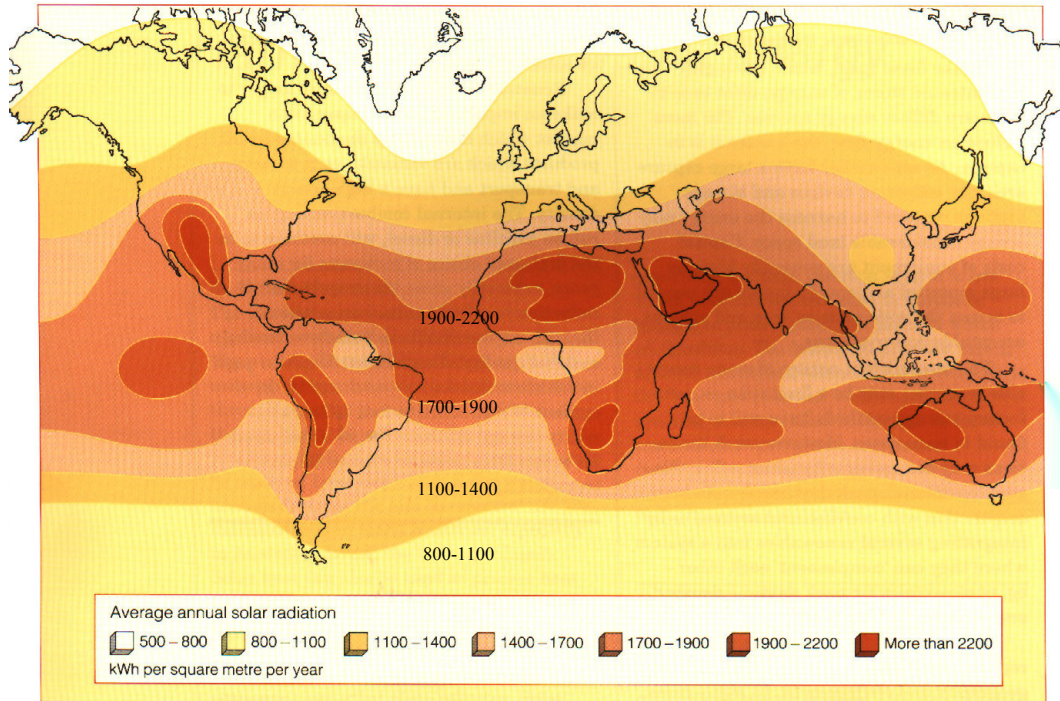 1900-2200
1700-1900
1100-1400
800-1100
Average annual solar radiation
500 – 800 800 – 1100 1100 – 1400 1400 – 1700 1700 – 1900 1900 – 2200 More than 2200
kWh per square metre per year